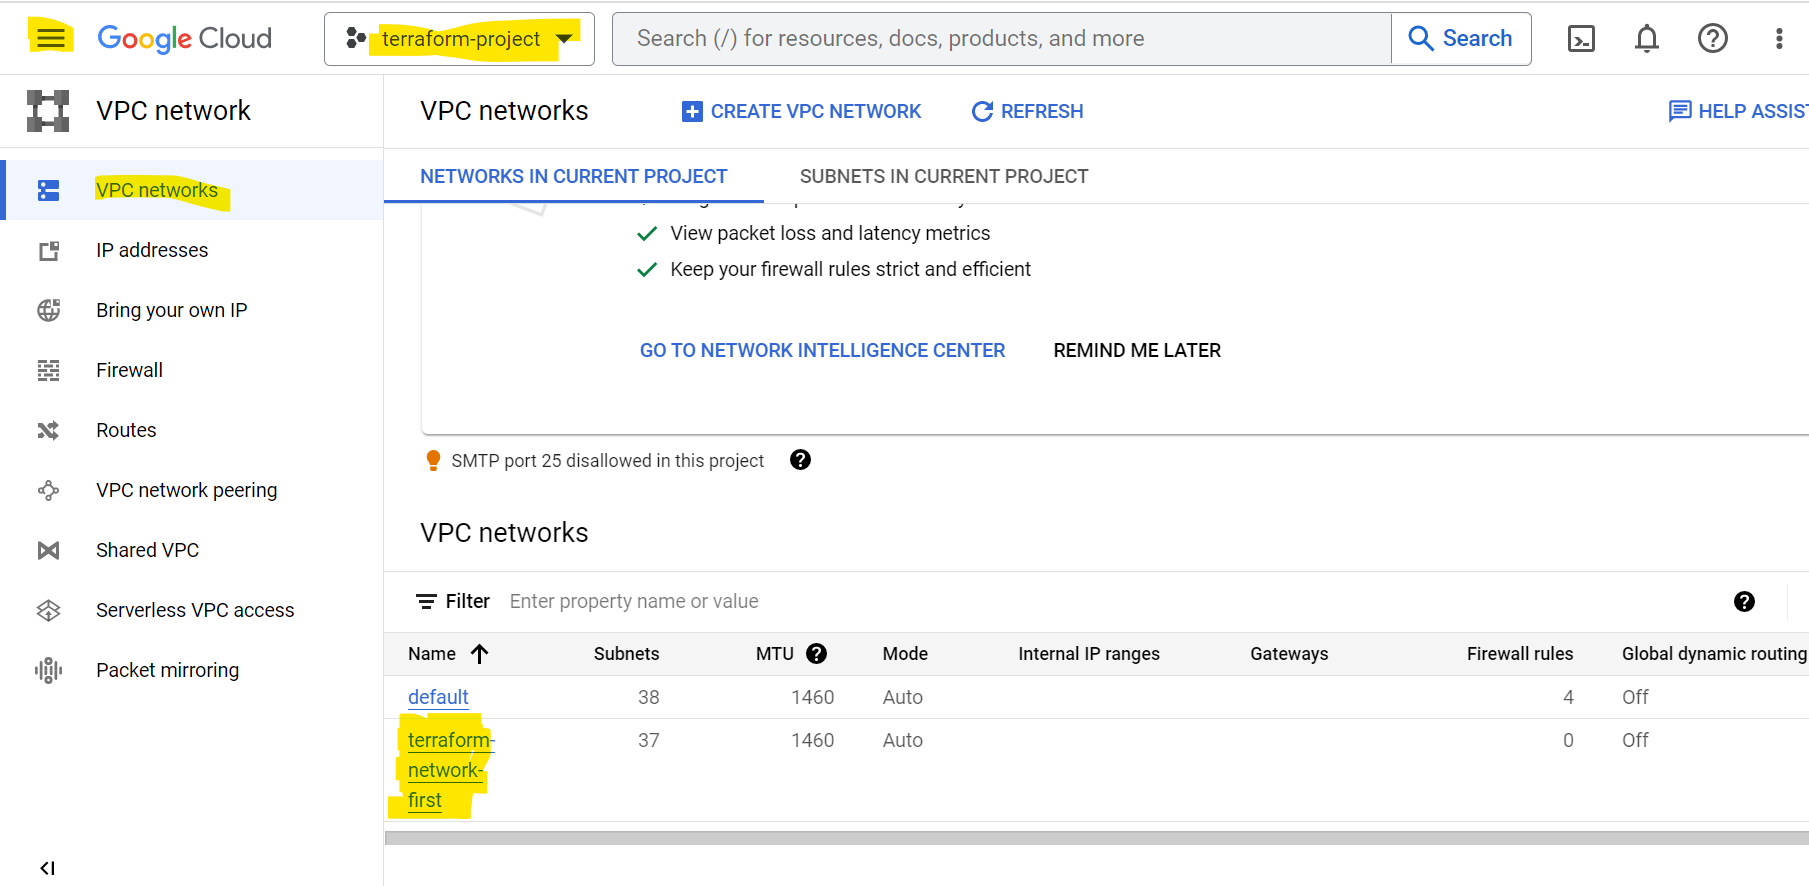 Google Cloud
terraform-project
Search (/) for resources, docs, products, and more
Search
VPC network
VPC networks
CREATE VPC NETWORK
REFRESH
HELP ASSIS
VPC networks
IP addresses
Bring your own IP
Firewall
Routes
VPC network peering
Shared VPC
Serverless VPC access
Packet mirroring
NETWORKS IN CURRENT PROJECT
SUBNETS IN CURRENT PROJECT
View packet loss and latency metrics
Keep your firewall rules strict and efficient
GO TO NETWORK INTELLIGENCE CENTER
REMIND ME LATER
SMTP port 25 disallowed in this project
VPC networks
Filter Enter property name or value
Name Subnets MTU Mode Internal IP ranges Gateways Firewall rules Global dynamic routing
default 38 1460 Auto 4 Off
terraform- 37 1460 Auto 0 Off
network-
first